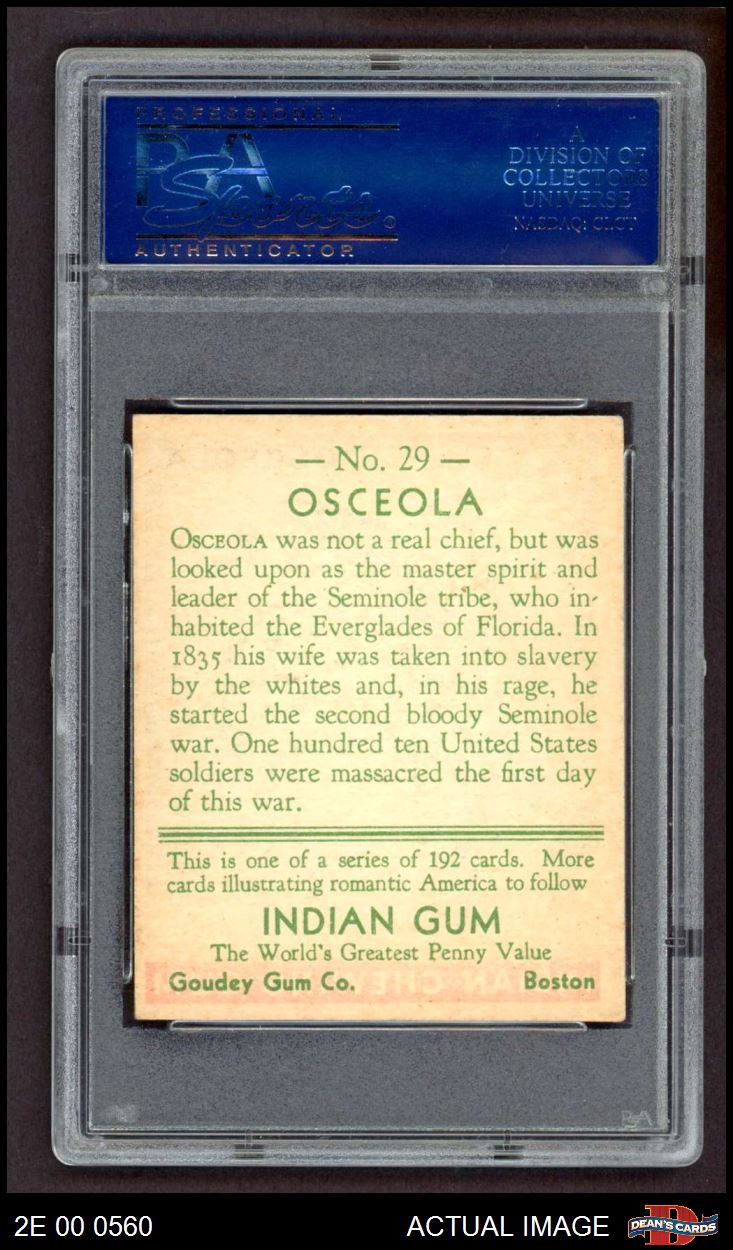 PROFESSIONAL
PSA
Sports
AUTHENTICATOR
A
DIVISION OF
COLLECTORS
UNIVERSE
NASDAQ: CLCT
— No. 29 —
OSCEOLA
OSCEOLA was not a real chief, but was
looked upon as the master spirit and
leader of the Seminole tribe, who in-
habited the Everglades of Florida. In
1835 his wife was taken into slavery
by the whites and, in his rage, he
started the second bloody Seminole
war. One hundred ten United States
soldiers were massacred the first day
of this war.
This is one of a series of 192 cards. More
cards illustrating romantic America to follow
INDIAN GUM
The World's Greatest Penny Value
Goudey Gum Co. Boston
PSA
2E 00 0560 ACTUAL IMAGE DEAN'S CARDS